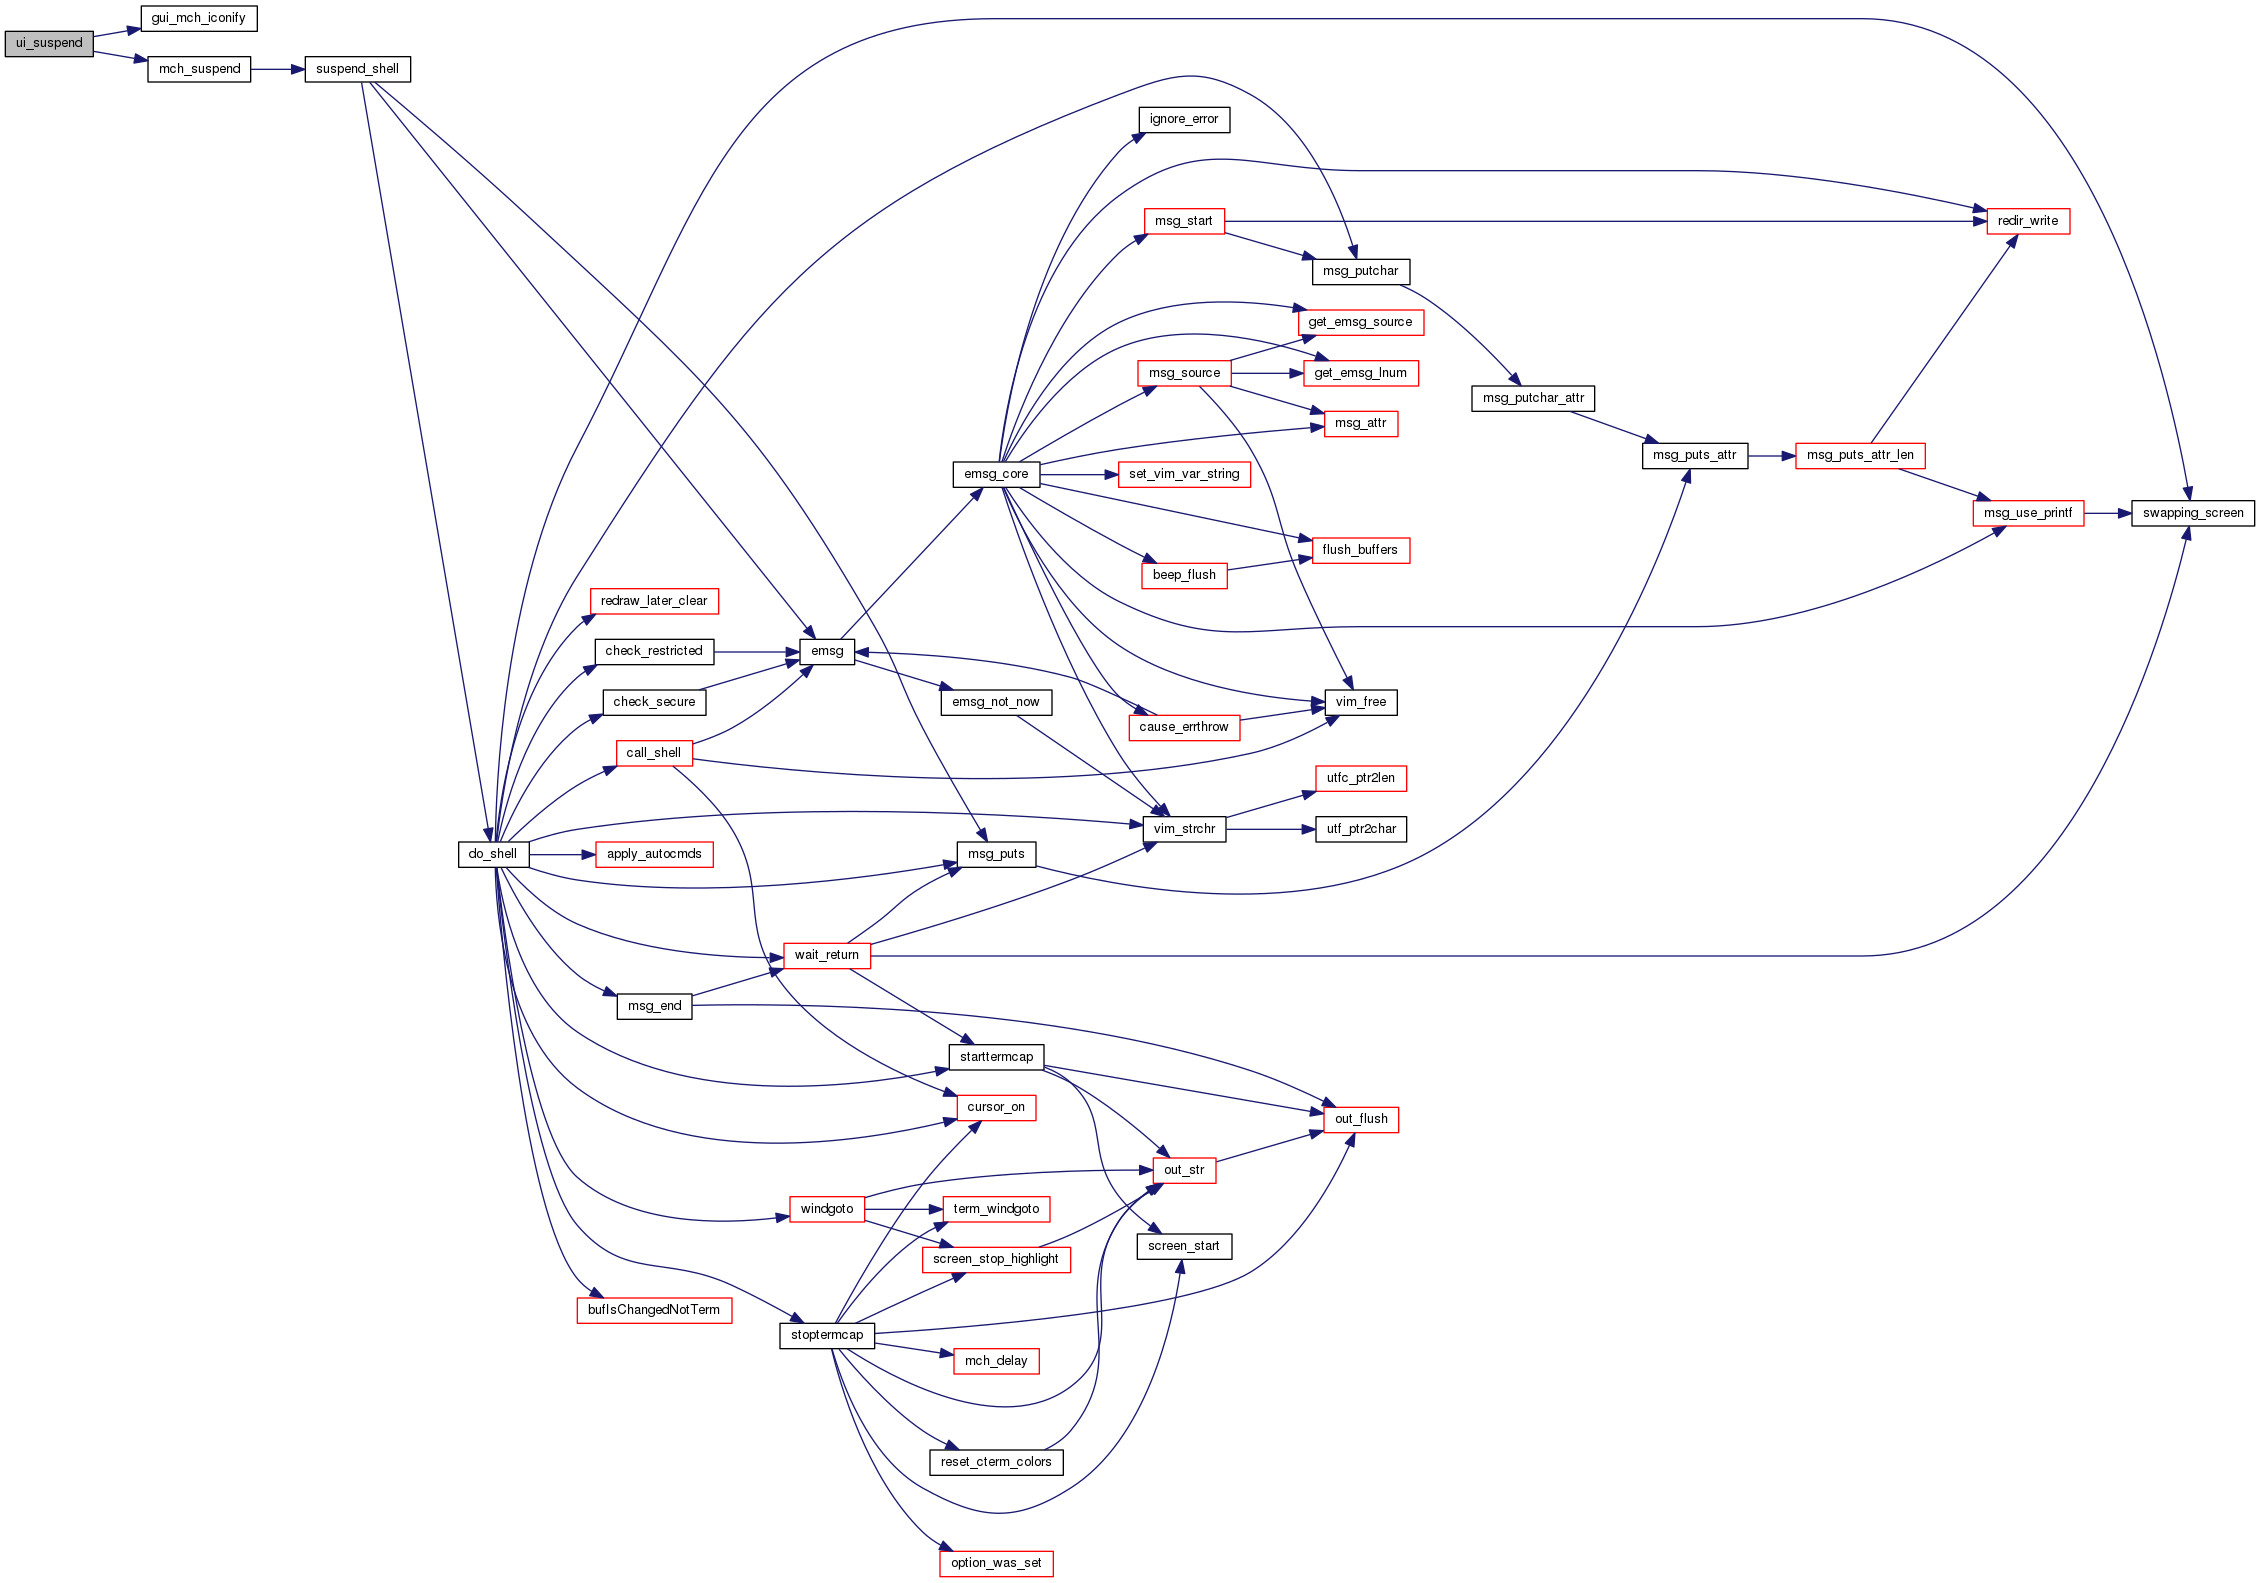 gui_mch_iconify
ui_suspend
mch_suspend
suspend_shell
ignore_error
msg_start
redir_write
msg_putchar
get_emsg_source
msg_source
get_emsg_lnum
msg_putchar_attr
msg_attr
msg_puts_attr
msg_puts_attr_len
emsg_core
set_vim_var_string
msg_use_printf
swapping_screen
flush_buffers
beep_flush
redraw_later_clear
check_restricted
emsg
check_secure
emsg_not_now
vim_free
cause_errthrow
call_shell
utfc_ptr2len
vim_strchr
utf_ptr2char
do_shell
apply_autocmds
msg_puts
wait_return
msg_end
starttermcap
cursor_on
out_flush
out_str
windgoto
term_windgoto
screen_start
screen_stop_highlight
bufIsChangedNotTerm
stoptermcap
mch_delay
reset_cterm_colors
option_was_set